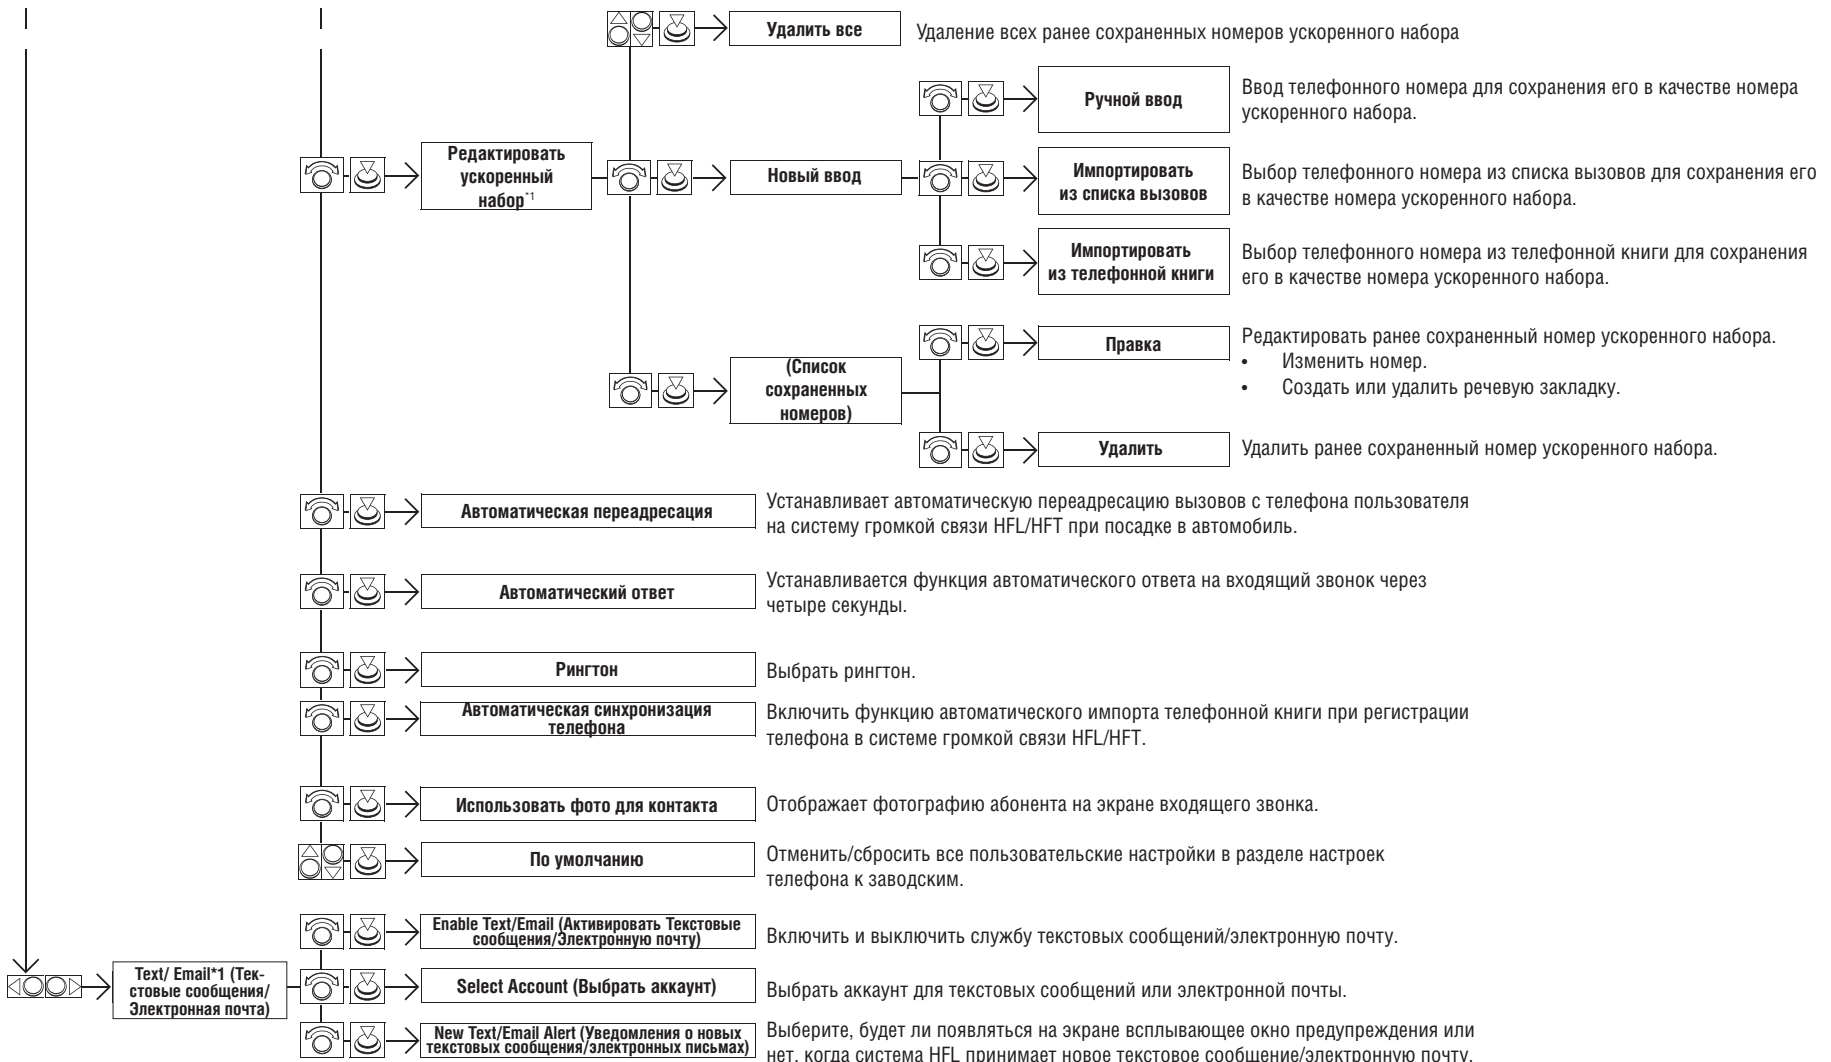 Удалить все
Удаление всех ранее сохраненных номеров ускоренного набора
Ручной ввод
Ввод телефонного номера для сохранения его в качестве номера
ускоренного набора.
Редактировать
ускоренный
набор*1
Новый ввод
Импортировать
из списка вызовов
Выбор телефонного номера из списка вызовов для сохранения его
в качестве номера ускоренного набора.
Импортировать
из телефонной книги
Выбор телефонного номера из телефонной книги для сохранения
его в качестве номера ускоренного набора.
(Список
сохраненных
номеров)
Правка
Редактировать ранее сохраненный номер ускоренного набора.
• Изменить номер.
• Создать или удалить речевую закладку.
Удалить
Удалить ранее сохраненный номер ускоренного набора.
Автоматическая переадресация
Устанавливает автоматическую переадресацию вызовов с телефона пользователя
на систему громкой связи HFL/HFT при посадке в автомобиль.
Автоматический ответ
Устанавливается функция автоматического ответа на входящий звонок через
четыре секунды.
Рингтон
Выбрать рингтон.
Автоматическая синхронизация
телефона
Включить функцию автоматического импорта телефонной книги при регистрации
телефона в системе громкой связи HFL/HFT.
Использовать фото для контакта
Отображает фотографию абонента на экране входящего звонка.
По умолчанию
Отменить/сбросить все пользовательские настройки в разделе настроек
телефона к заводским.
Enable Text/Email (Активировать Текстовые
сообщения/Электронную почту)
Включить и выключить службу текстовых сообщений/электронную почту.
Text/ Email*1 (Тек-
стовые сообщения/
Электронная почта)
Select Account (Выбрать аккаунт)
Выбрать аккаунт для текстовых сообщений или электронной почты.
New Text/Email Alert (Уведомления о новых
текстовых сообщения/электронных письмах)
Выберите, будет ли появляться на экране всплывающее окно предупреждения или
нет, когда система HFL принимает новое текстовое сообщение/электронную почту.